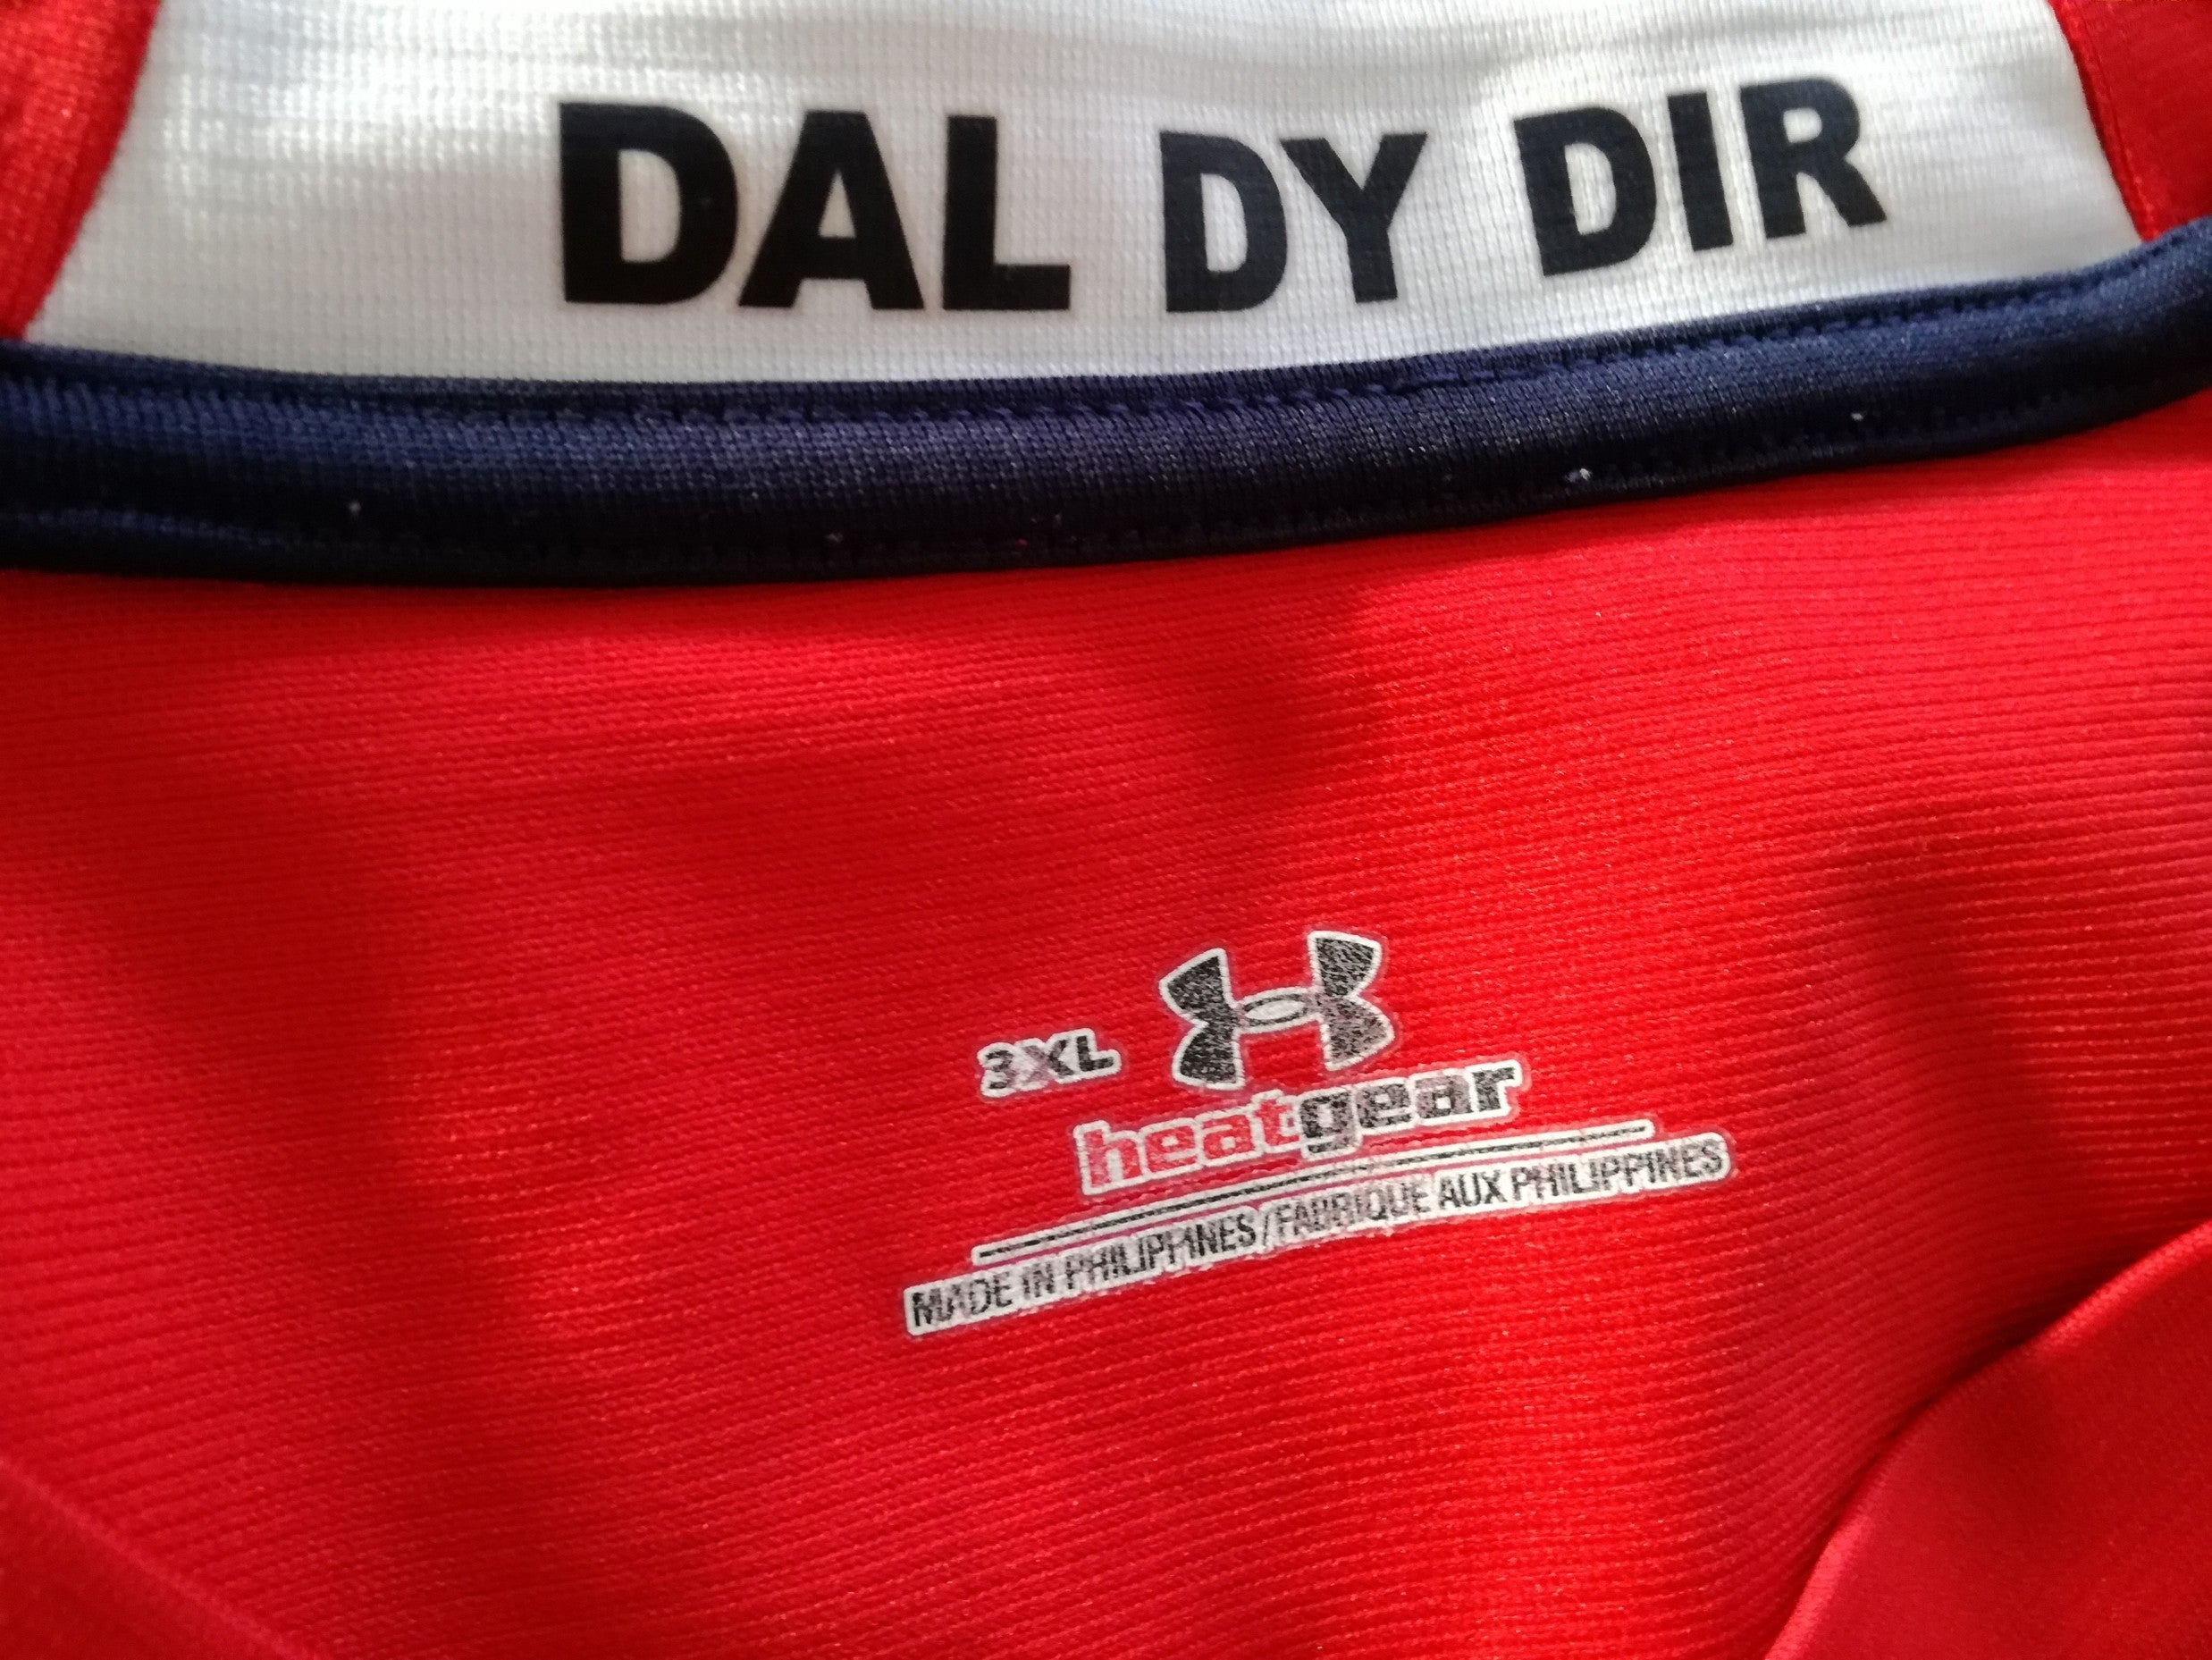 DAL DY DIR
3XL
heatgear
MADE IN PHILIPPINES/FABRIQUE AUX PHILIPPINES